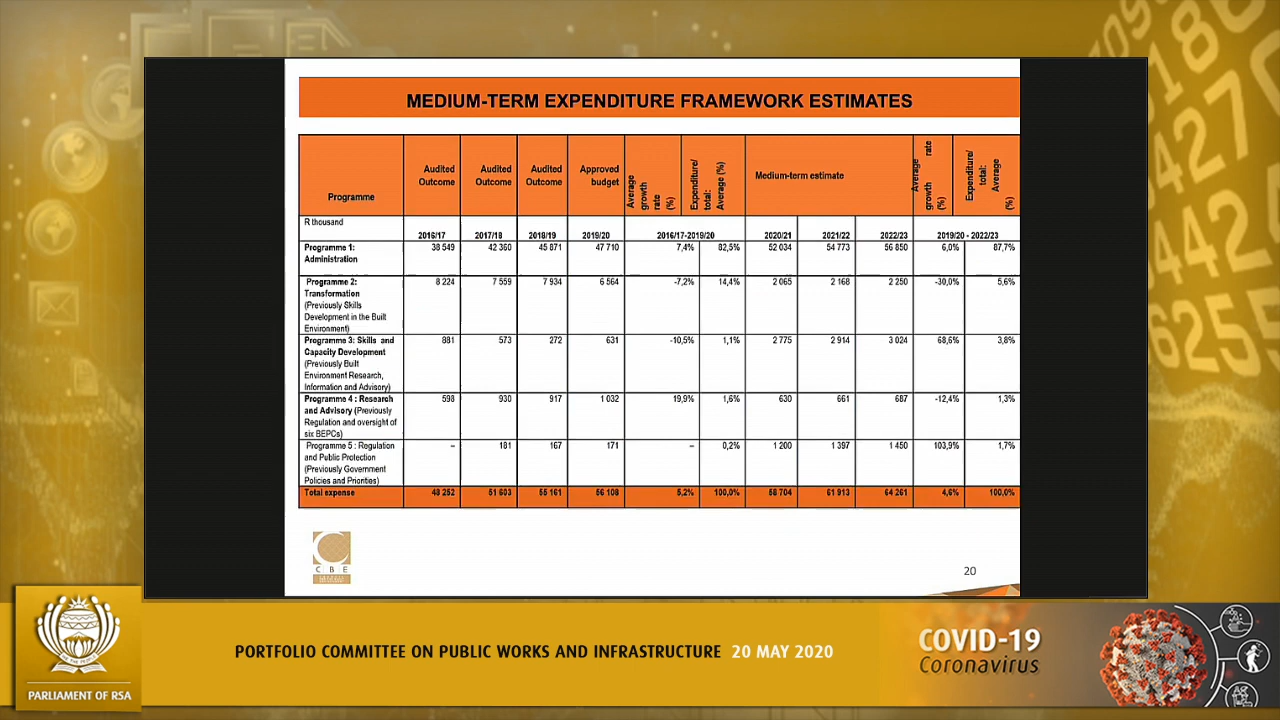 MEDIUM-TERM EXPENDITURE FRAMEWORK ESTIMATES
Programme | Audited Outcome | Audited Outcome | Audited Outcome | Approved budget | Average growth rate (%) | Expenditure/ total: Average (%) | Medium-term estimate | Average growth rate (%) | Expenditure/ total: Average (%)
R thousand | 2016/17 | 2017/18 | 2018/19 | 2019/20 | 2016/17-2019/20 | 2020/21 | 2021/22 | 2022/23 | 2019/20 - 2022/23
Programme 1: | 38 549 | 42 360 | 45 871 | 47 710 | 7,4% | 82,5% | 52 034 | 54 773 | 56 850 | 6,0% | 87,7%
Administration
Programme 2: | 8 224 | 7 559 | 7 934 | 6 564 | -7,2% | 14,4% | 2 065 | 2 168 | 2 250 | -30,0% | 5,6%
Transformation
(Previously Skills
Development in the Built
Environment)
Programme 3: Skills and | 881 | 573 | 272 | 631 | -10,5% | 1,1% | 2 775 | 2 914 | 3 024 | 68,6% | 3,8%
Capacity Development
(Previously Built
Environment Research,
Information and Advisory)
Programme 4 : Research | 598 | 930 | 917 | 1 032 | 19,9% | 1,6% | 630 | 661 | 687 | -12,4% | 1,3%
and Advisory (Previously
Regulation and oversight of
six BEPCs)
Programme 5 : Regulation | – | 181 | 167 | 171 | – | 0,2% | 1 200 | 1 397 | 1 450 | 103,9% | 1,7%
and Public Protection
(Previously Government
Policies and Priorities)
Total expense | 48 252 | 51 603 | 55 161 | 56 108 | 5,2% | 100,0% | 58 704 | 61 913 | 64 261 | 4,6% | 100,0%
C B E
20
PARLIAMENT OF RSA
PORTFOLIO COMMITTEE ON PUBLIC WORKS AND INFRASTRUCTURE 20 MAY 2020
COVID-19
Coronavirus